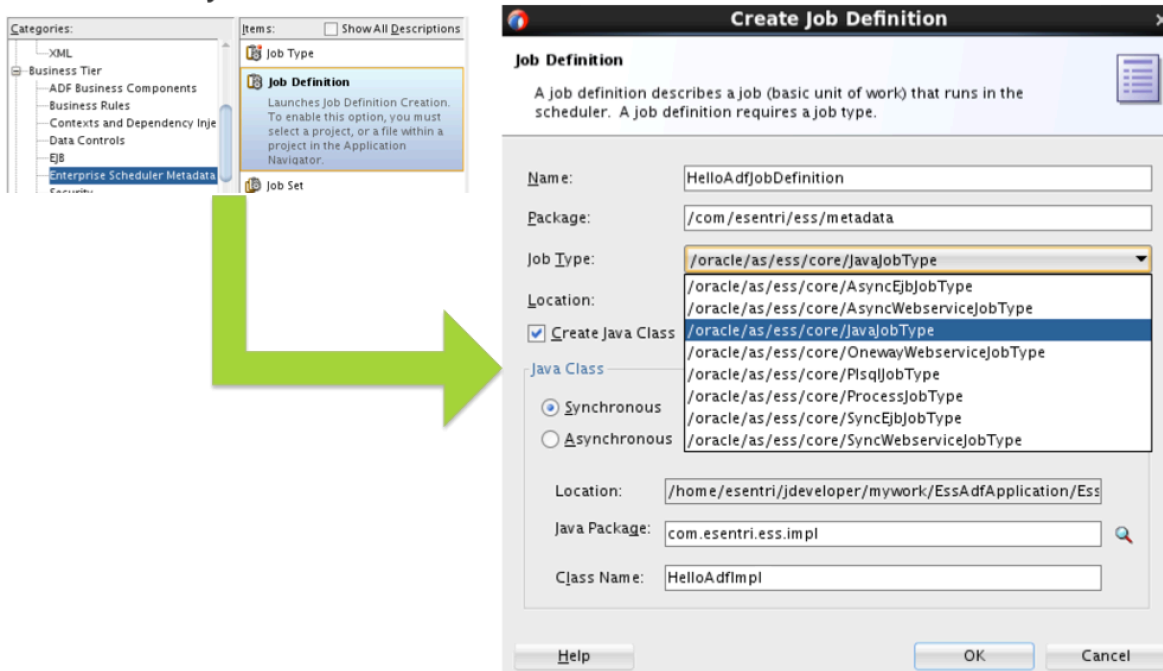 Categories:
XML
Business Tier
ADF Business Components
Business Rules
Contexts and Dependency Inje
Data Controls
EJB
Enterprise Scheduler Metadata
Security
Items:
Show All Descriptions
Job Type
Job Definition
Launches Job Definition Creation.
To enable this option, you must
select a project, or a file within a
project in the Application
Navigator.
Job Set
Create Job Definition
Job Definition
A job definition describes a job (basic unit of work) that runs in the
scheduler. A job definition requires a job type.
Name: HelloAdfJobDefinition
Package: /com/esentri/ess/metadata
Job Type: /oracle/as/ess/core/JavaJobType
/oracle/as/ess/core/AsyncEjbJobType
Location:
/oracle/as/ess/core/AsyncWebserviceJobType
Create Java Class
/oracle/as/ess/core/JavaJobType
/oracle/as/ess/core/OnewayWebserviceJobType
Java Class
/oracle/as/ess/core/PlsqlJobType
/oracle/as/ess/core/ProcessJobType
Synchronous
/oracle/as/ess/core/SyncEjbJobType
Asynchronous
/oracle/as/ess/core/SyncWebserviceJobType
Location: /home/esentri/jdeveloper/mywork/EssAdfApplication/Ess
Java Package: com.esentri.ess.impl
Class Name: HelloAdfImpl
Help
OK
Cancel